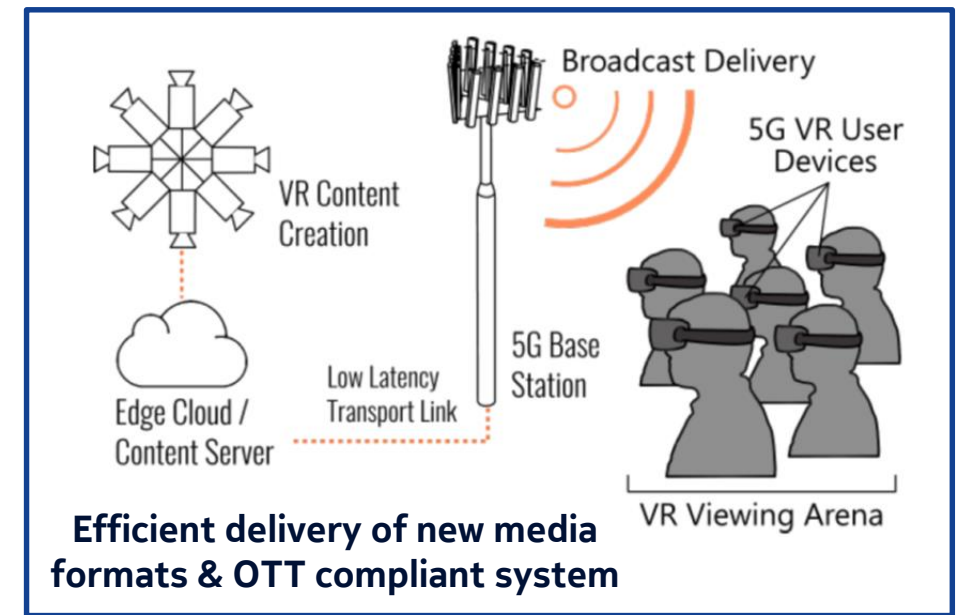 Broadcast Delivery
5G VR User
Devices
VR Content
Creation
5G Base
Station
Low Latency
Transport Link
Edge Cloud /
Content Server
VR Viewing Arena
Efficient delivery of new media
formats & OTT compliant system